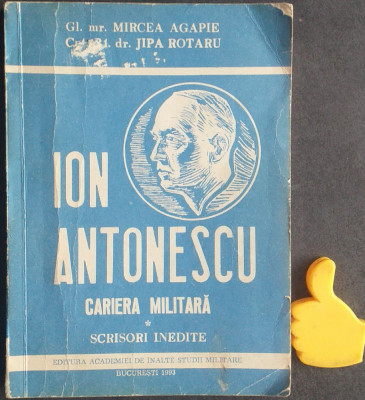 Gl. mr. MIRCEA AGAPIE
dr. JIPA ROTARU
ION
ANTONESCU
CARIERA MILITARĂ
*
SCRISORI INEDITE
EDITURA ACADEMIEI DE INALTE STUDII MILITARE
BUCUREȘTI 1993